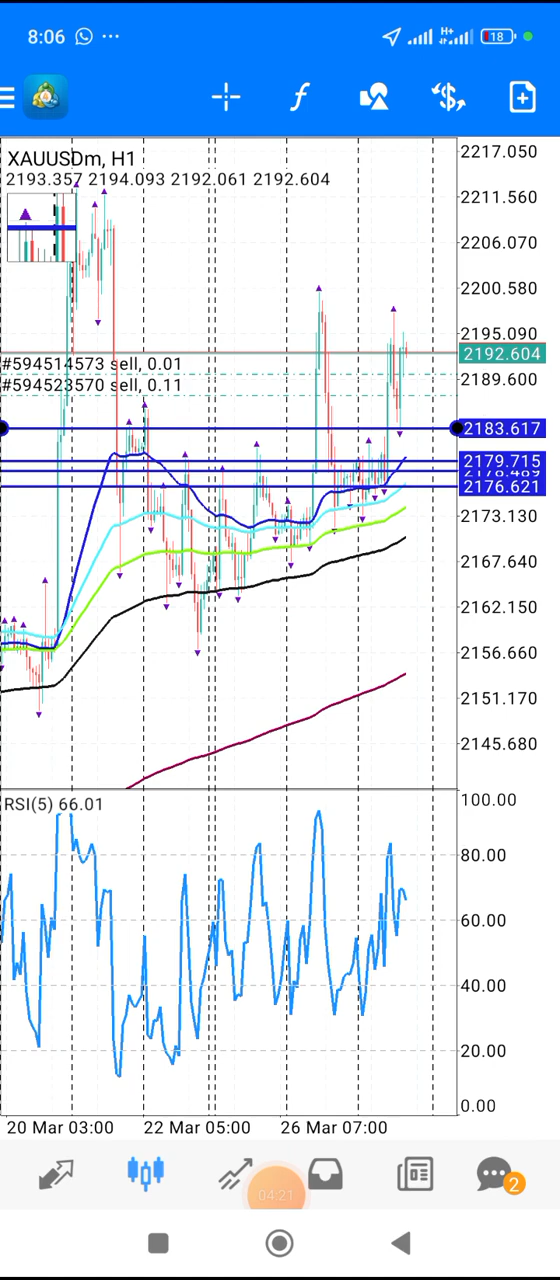 8:06
H+
18
f
$
XAUUSDm, H1
2193.357 2194.093 2192.061 2192.604
2217.050
2211.560
2206.070
2200.580
2195.090
2192.604
#594514573 sell, 0.01
2189.600
#594523570 sell, 0.11
2183.617
2179.715
2176.621
2173.130
2167.640
2162.150
2156.660
2151.170
2145.680
RSI(5) 66.01
100.00
80.00
60.00
40.00
20.00
0.00
20 Mar 03:00
22 Mar 05:00
26 Mar 07:00
04:21
2